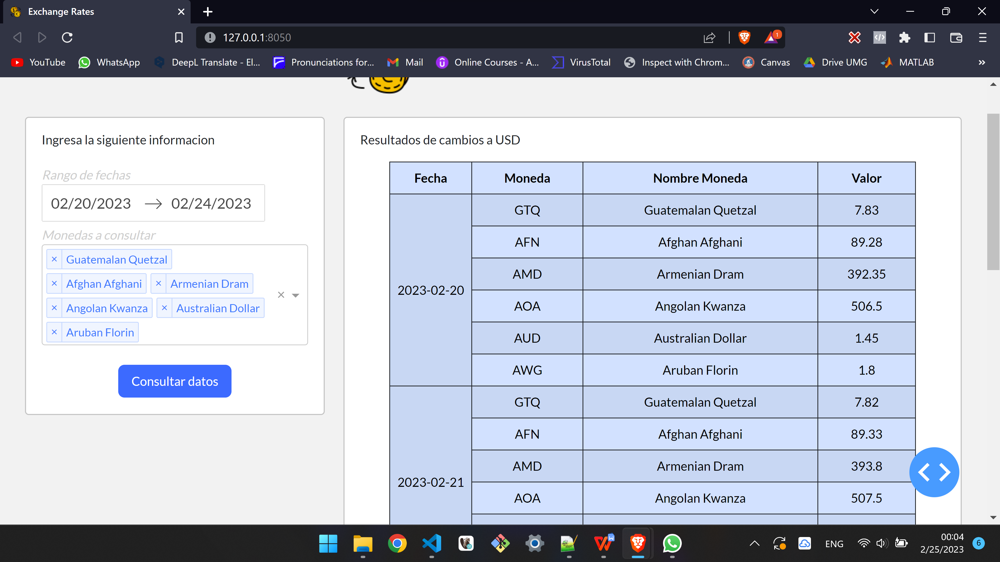 Exchange Rates
127.0.0.1:8050
1
YouTube
WhatsApp
DeepL Translate - El...
Pronunciations for...
Mail
Online Courses - A...
VirusTotal
Inspect with Chrom...
Canvas
Drive UMG
MATLAB
Ingresa la siguiente informacion
Rango de fechas
02/20/2023 → 02/24/2023
Monedas a consultar
× Guatemalan Quetzal
× Afghan Afghani × Armenian Dram
× Angolan Kwanza × Australian Dollar
× Aruban Florin
Consultar datos
Resultados de cambios a USD
Fecha Moneda Nombre Moneda Valor
2023-02-20
GTQ Guatemalan Quetzal 7.83
AFN Afghan Afghani 89.28
AMD Armenian Dram 392.35
AOA Angolan Kwanza 506.5
AUD Australian Dollar 1.45
AWG Aruban Florin 1.8
2023-02-21
GTQ Guatemalan Quetzal 7.82
AFN Afghan Afghani 89.33
AMD Armenian Dram 393.8
AOA Angolan Kwanza 507.5
ENG
00:04
2/25/2023
6